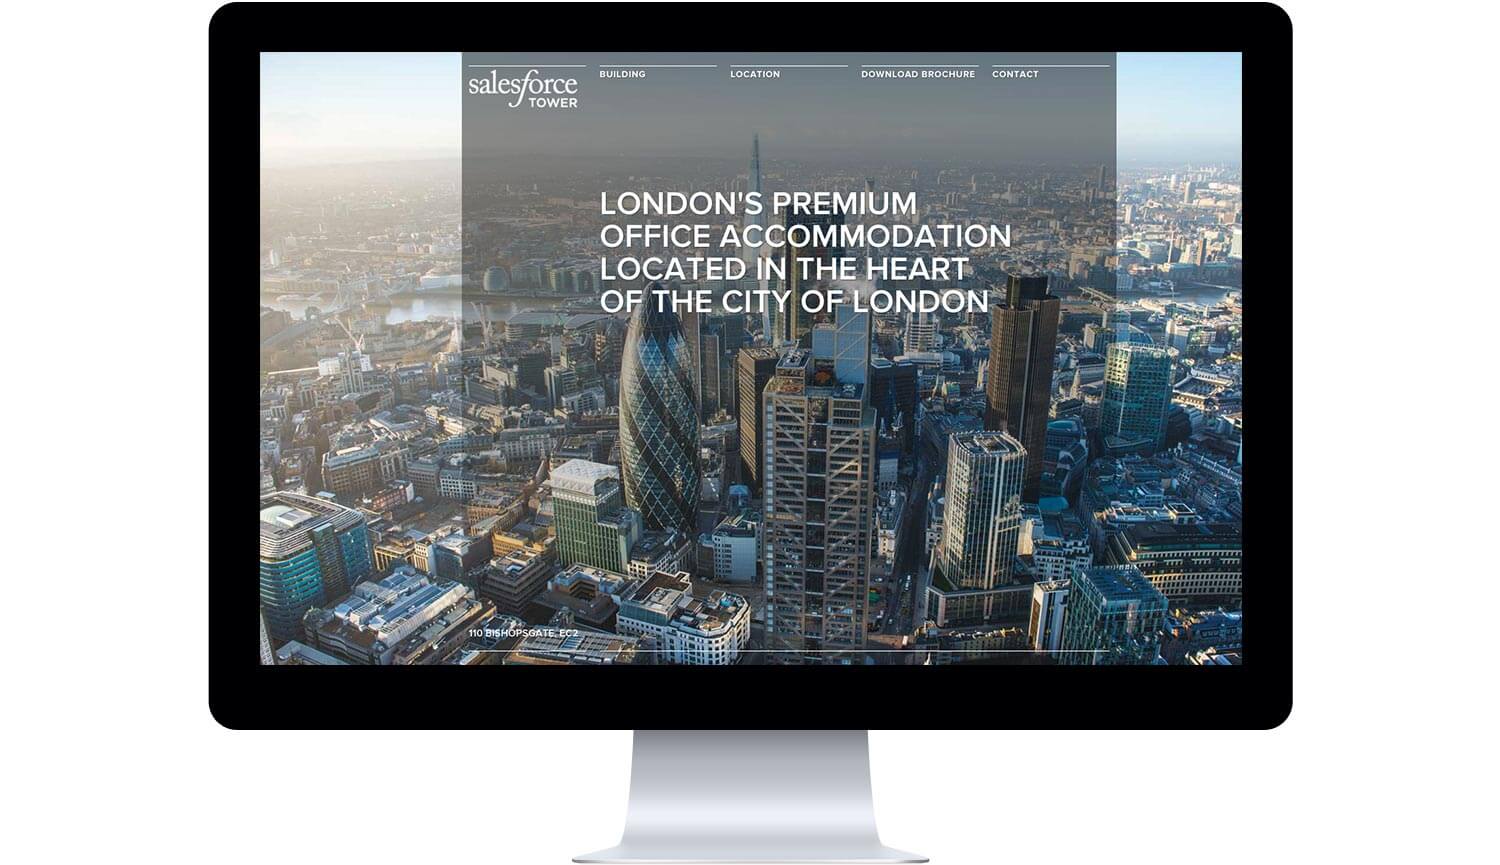 salesforce
TOWER
BUILDING
LOCATION
DOWNLOAD BROCHURE
CONTACT
LONDON'S PREMIUM
OFFICE ACCOMMODATION
LOCATED IN THE HEART
OF THE CITY OF LONDON
110 BISHOPSGATE, EC2